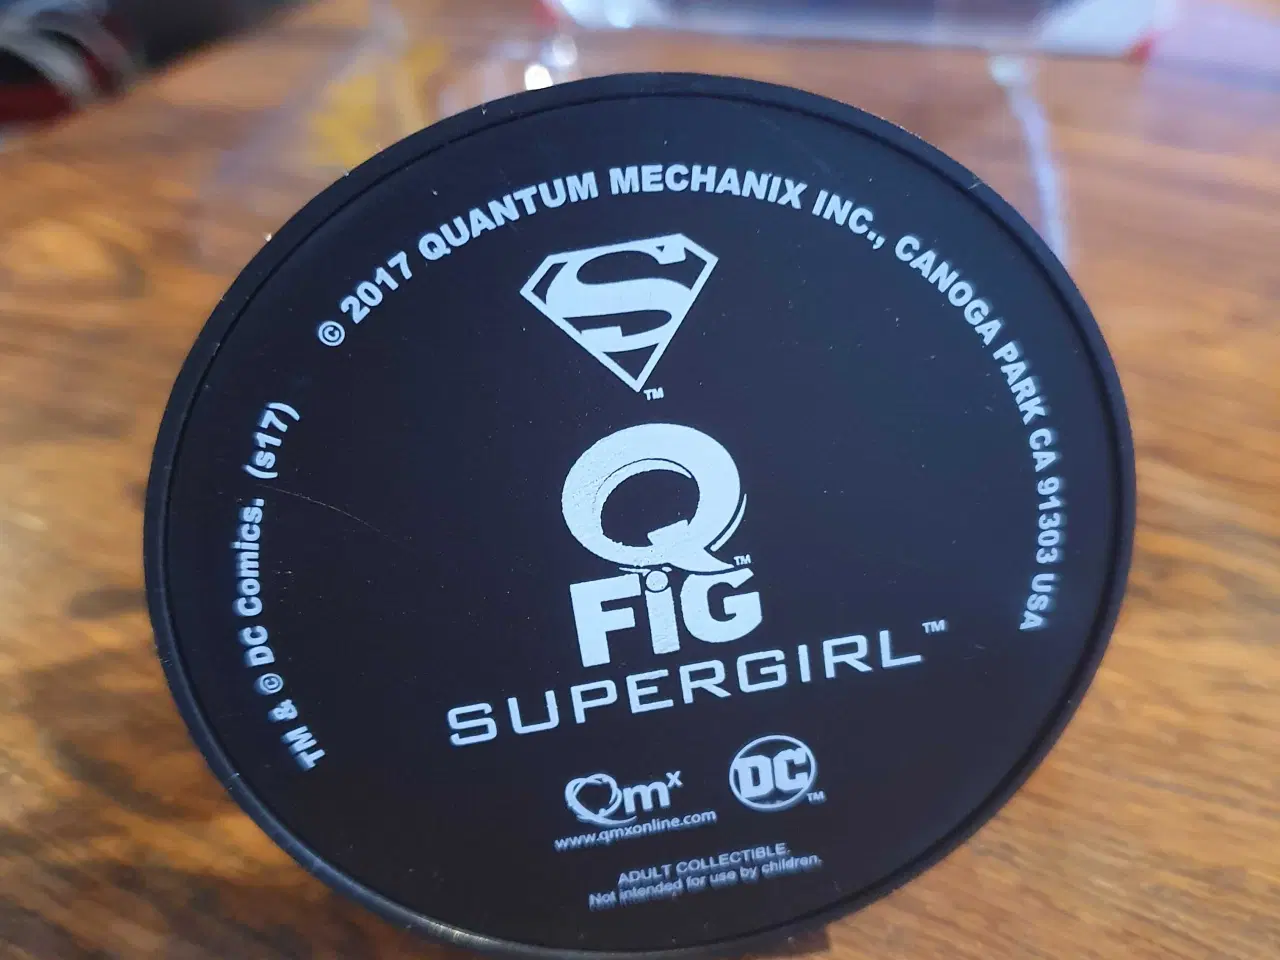 © 2017 QUANTUM MECHANIX INC., CANOGA PARK CA 91303 USA
TM & © DC Comics. (s17)
S
TM
Q
TM
FiG
SUPERGIRL™
Qmx
www.qmxonline.com
DC
TM
ADULT COLLECTIBLE.
Not intended for use by children.